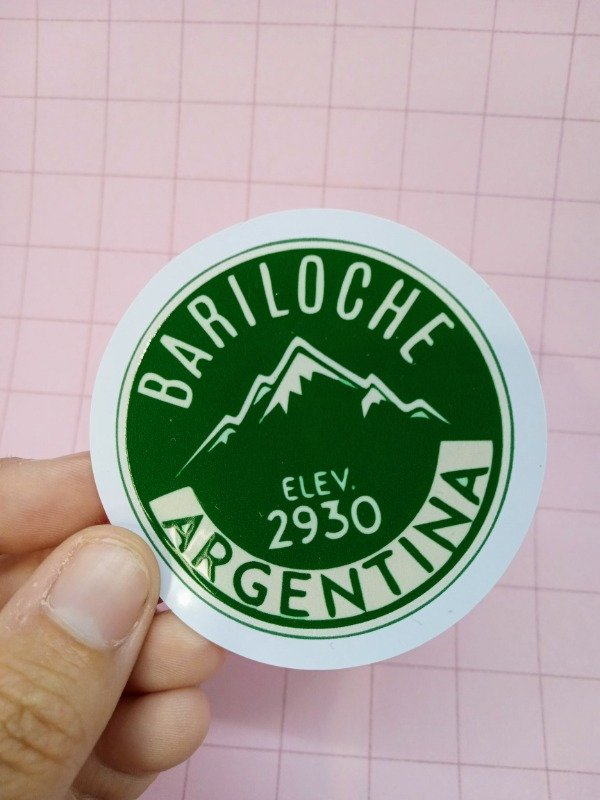 BARILOCHE
ELEV.
2930
ARGENTINA